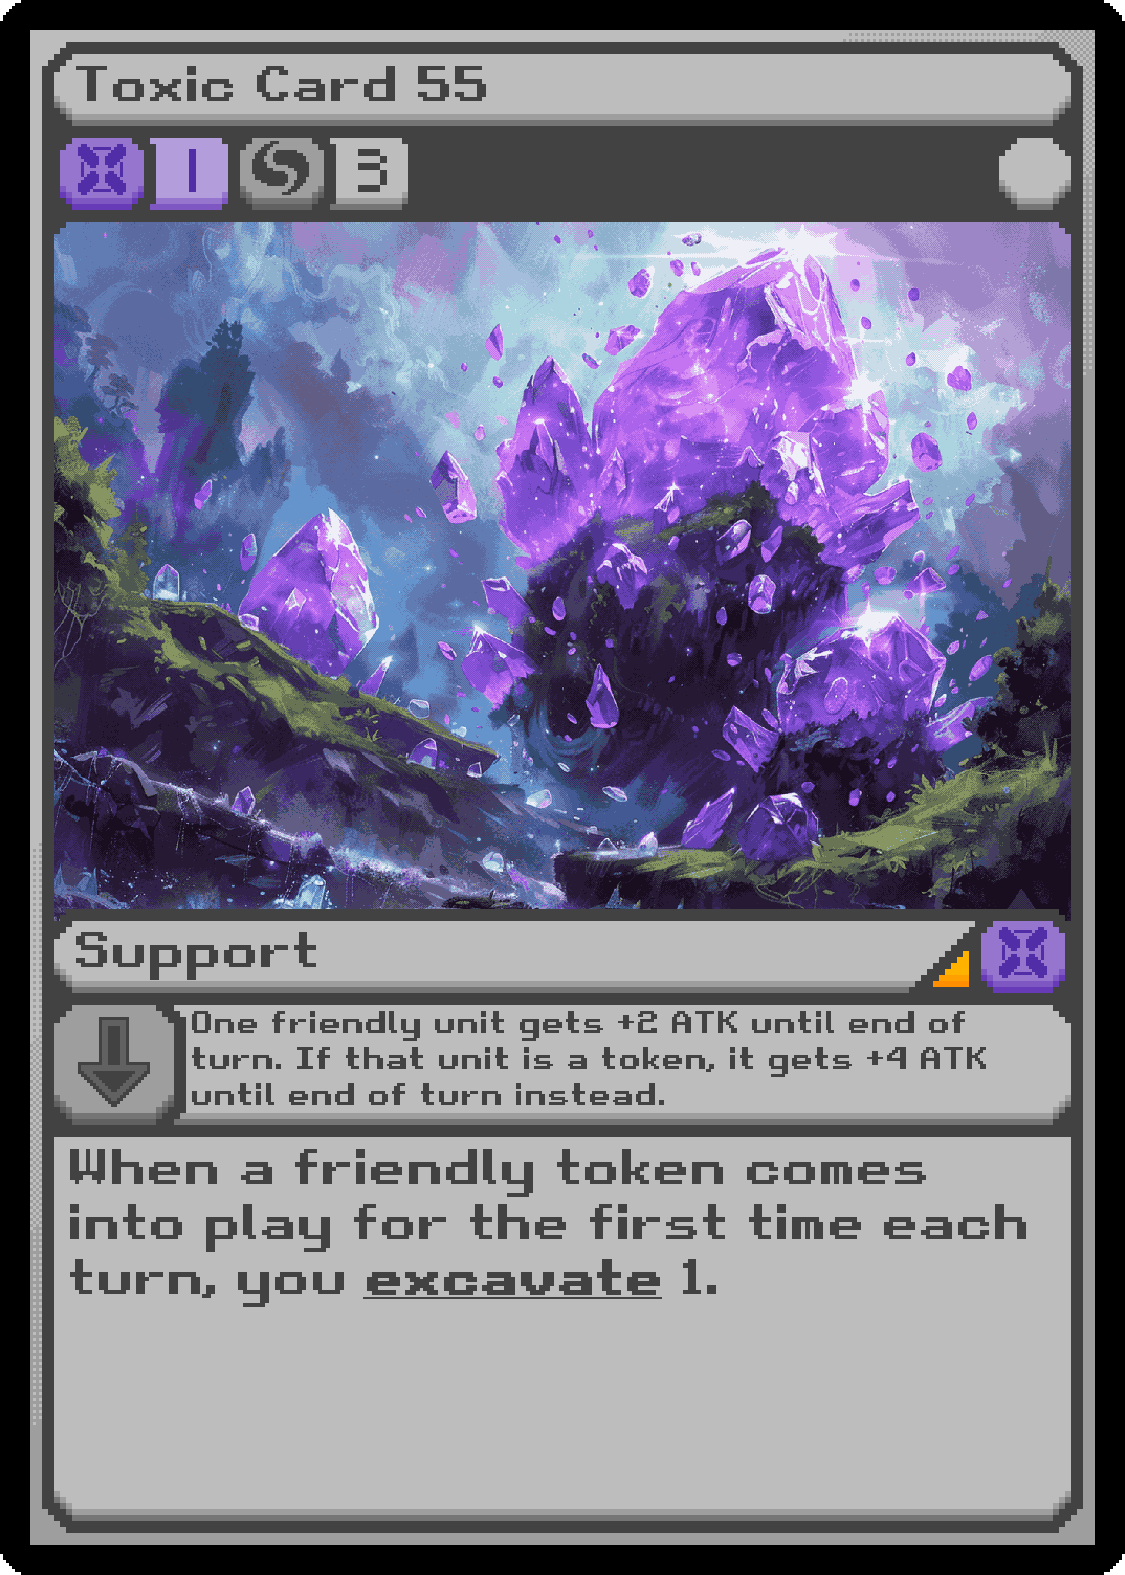 Toxic Card 55
1 3
Support
One friendly unit gets +2 ATK until end of
turn. If that unit is a token, it gets +4 ATK
until end of turn instead.
When a friendly token comes
into play for the first time each
turn, you excavate 1.